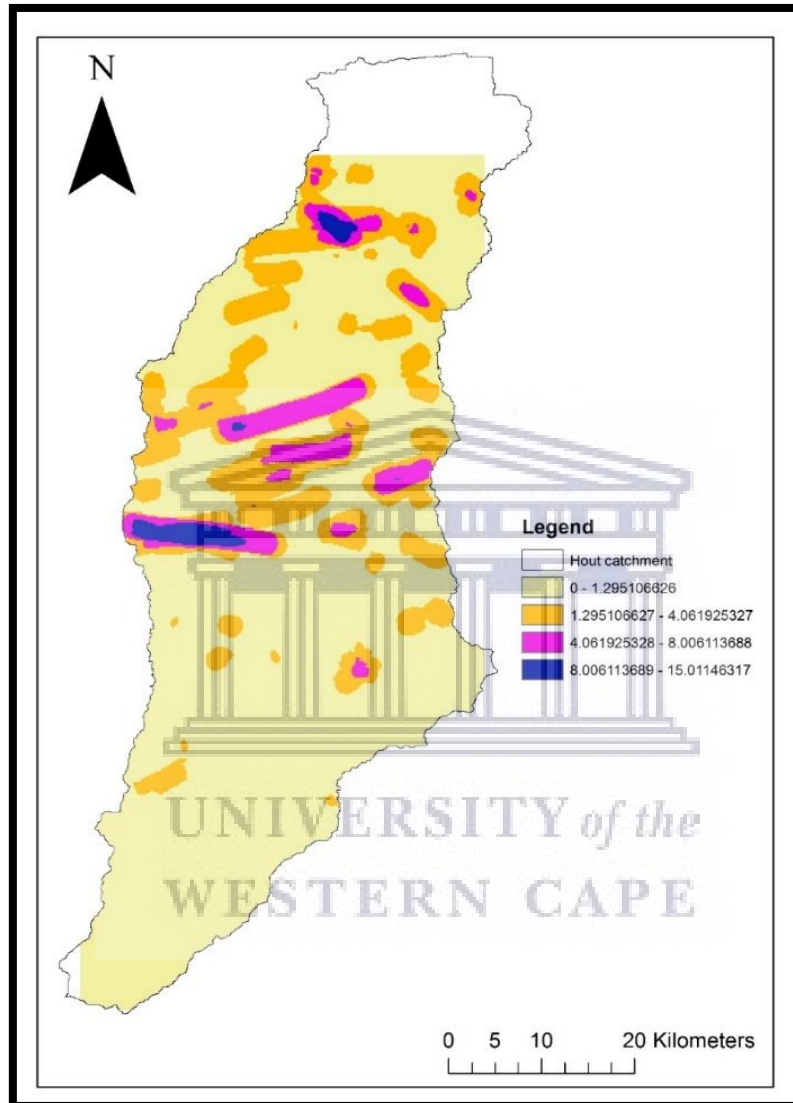 N
Legend
Hout catchment
0 - 1.295106626
1.295106627 - 4.061925327
4.061925328 - 8.006113688
8.006113689 - 15.01146317
UNIVERSITY of the
WESTERN CAPE
0 5 10 20 Kilometers